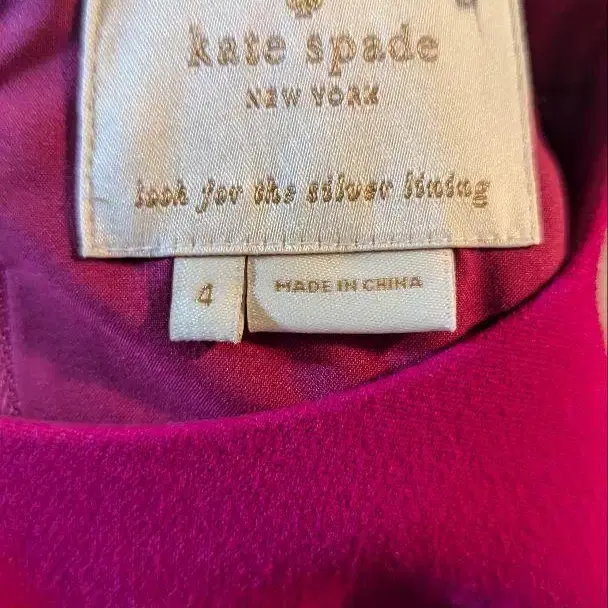 kate spade
NEW YORK
look for the silver lining
4
MADE IN CHINA